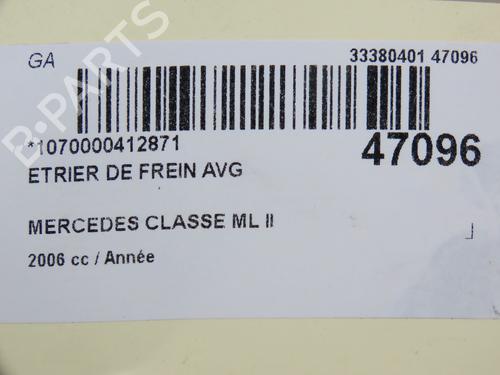 GA
33380401 47096
*1070000412871
47096
ETRIER DE FREIN AVG
MERCEDES CLASSE ML II
2006 cc / Année
B-PARTS